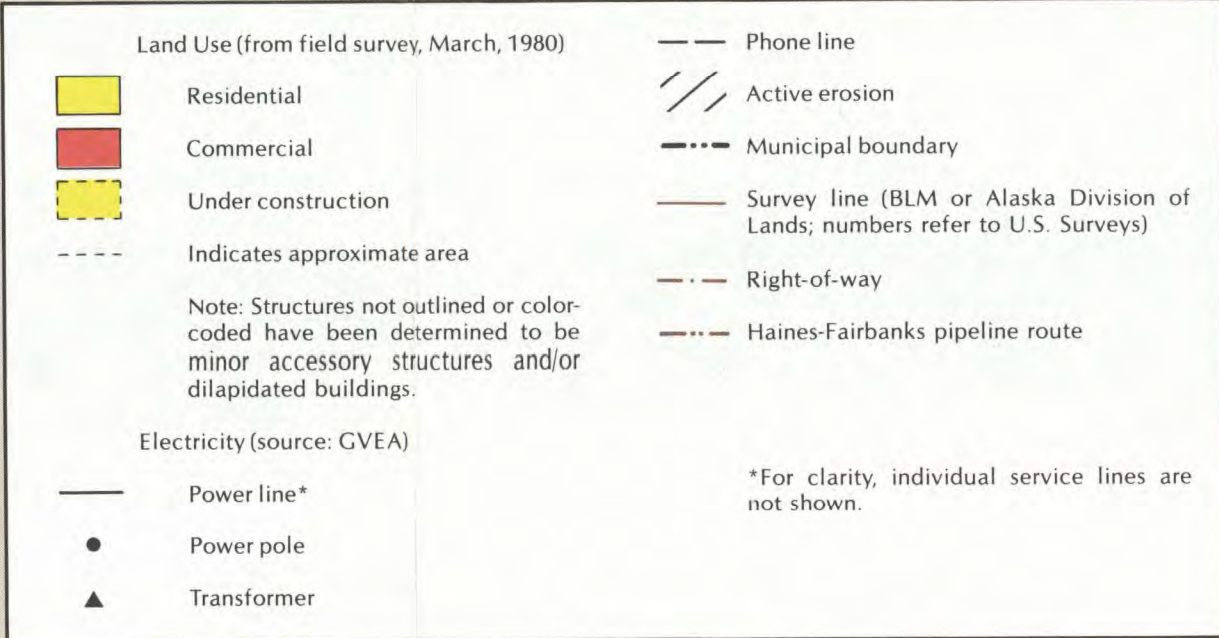 Land Use (from field survey, March, 1980)
Residential
Commercial
Under construction
Indicates approximate area
Note: Structures not outlined or color-
coded have been determined to be
minor accessory structures and/or
dilapidated buildings.
Electricity (source: GVEA)
Power line*
Power pole
Transformer
Phone line
Active erosion
Municipal boundary
Survey line (BLM or Alaska Division of
Lands; numbers refer to U.S. Surveys)
Right-of-way
Haines-Fairbanks pipeline route
*For clarity, individual service lines are
not shown.